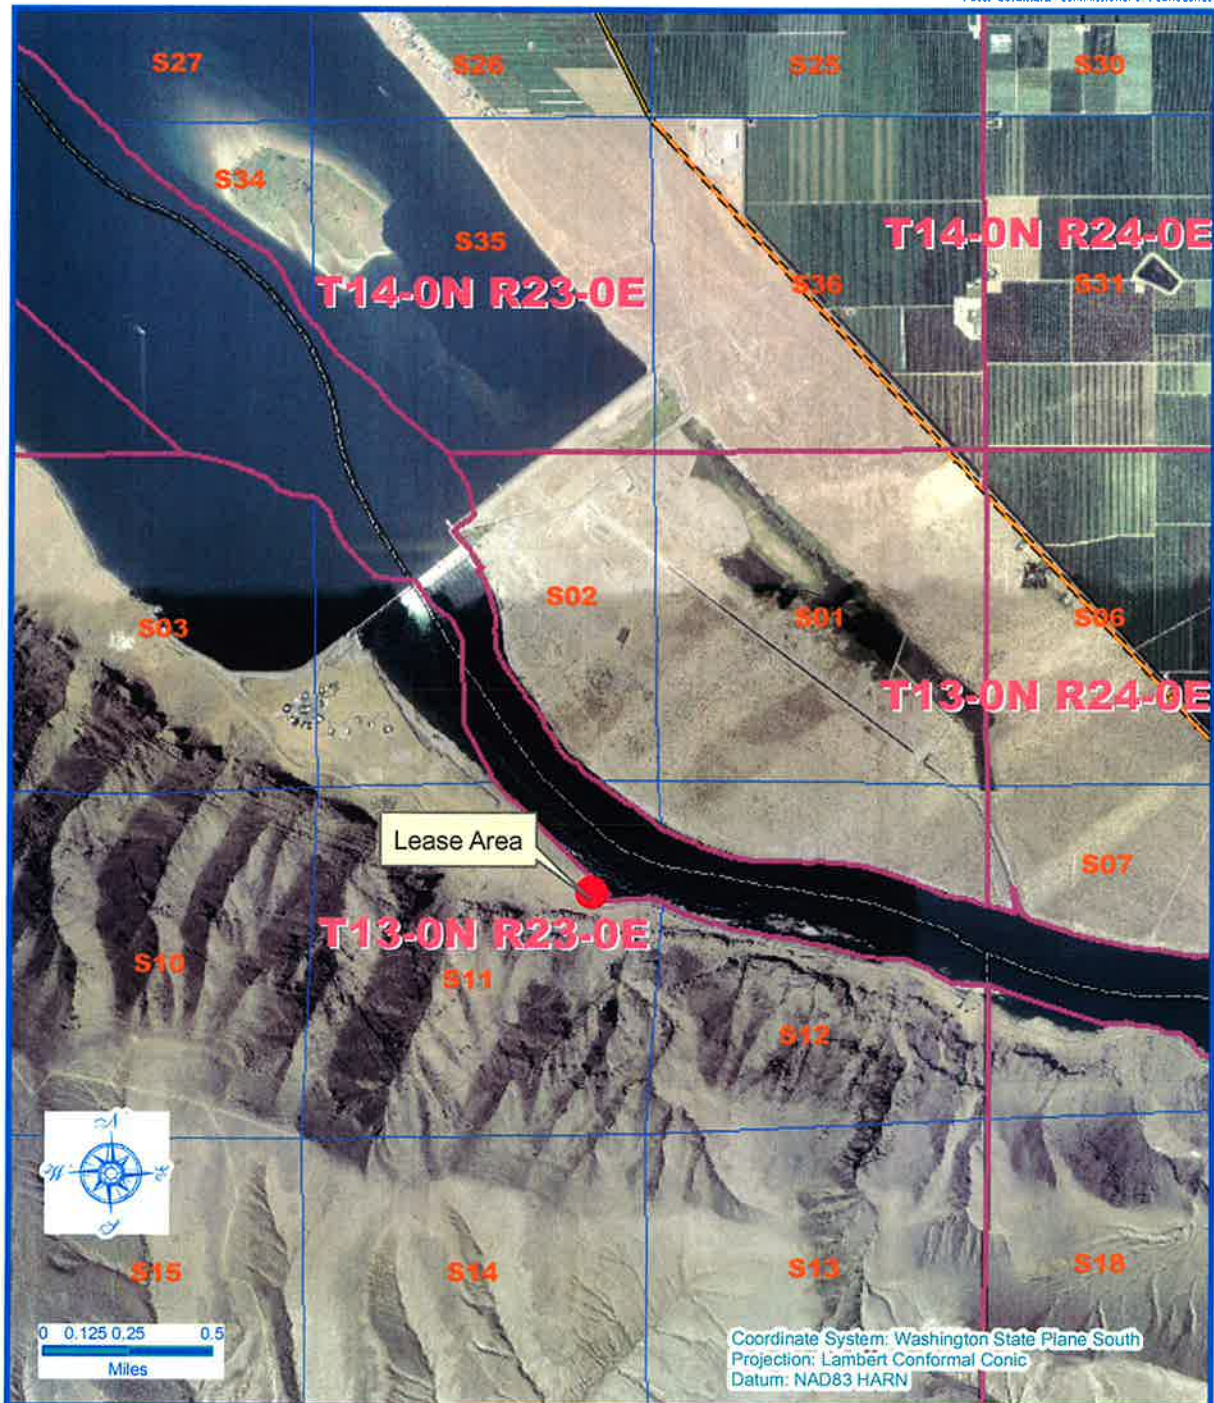 S27
S26
S25
S30
S34
S35
T14-0N R24-0E
T14-0N R23-0E
S36
S31
S03
S02
S01
S06
T13-0N R24-0E
Lease Area
S07
T13-0N R23-0E
S10
S11
S12
N
W
E
S
S15
S14
S13
S18
0 0.125 0.25 0.5
Miles
Coordinate System: Washington State Plane South
Projection: Lambert Conformal Conic
Datum: NAD83 HARN